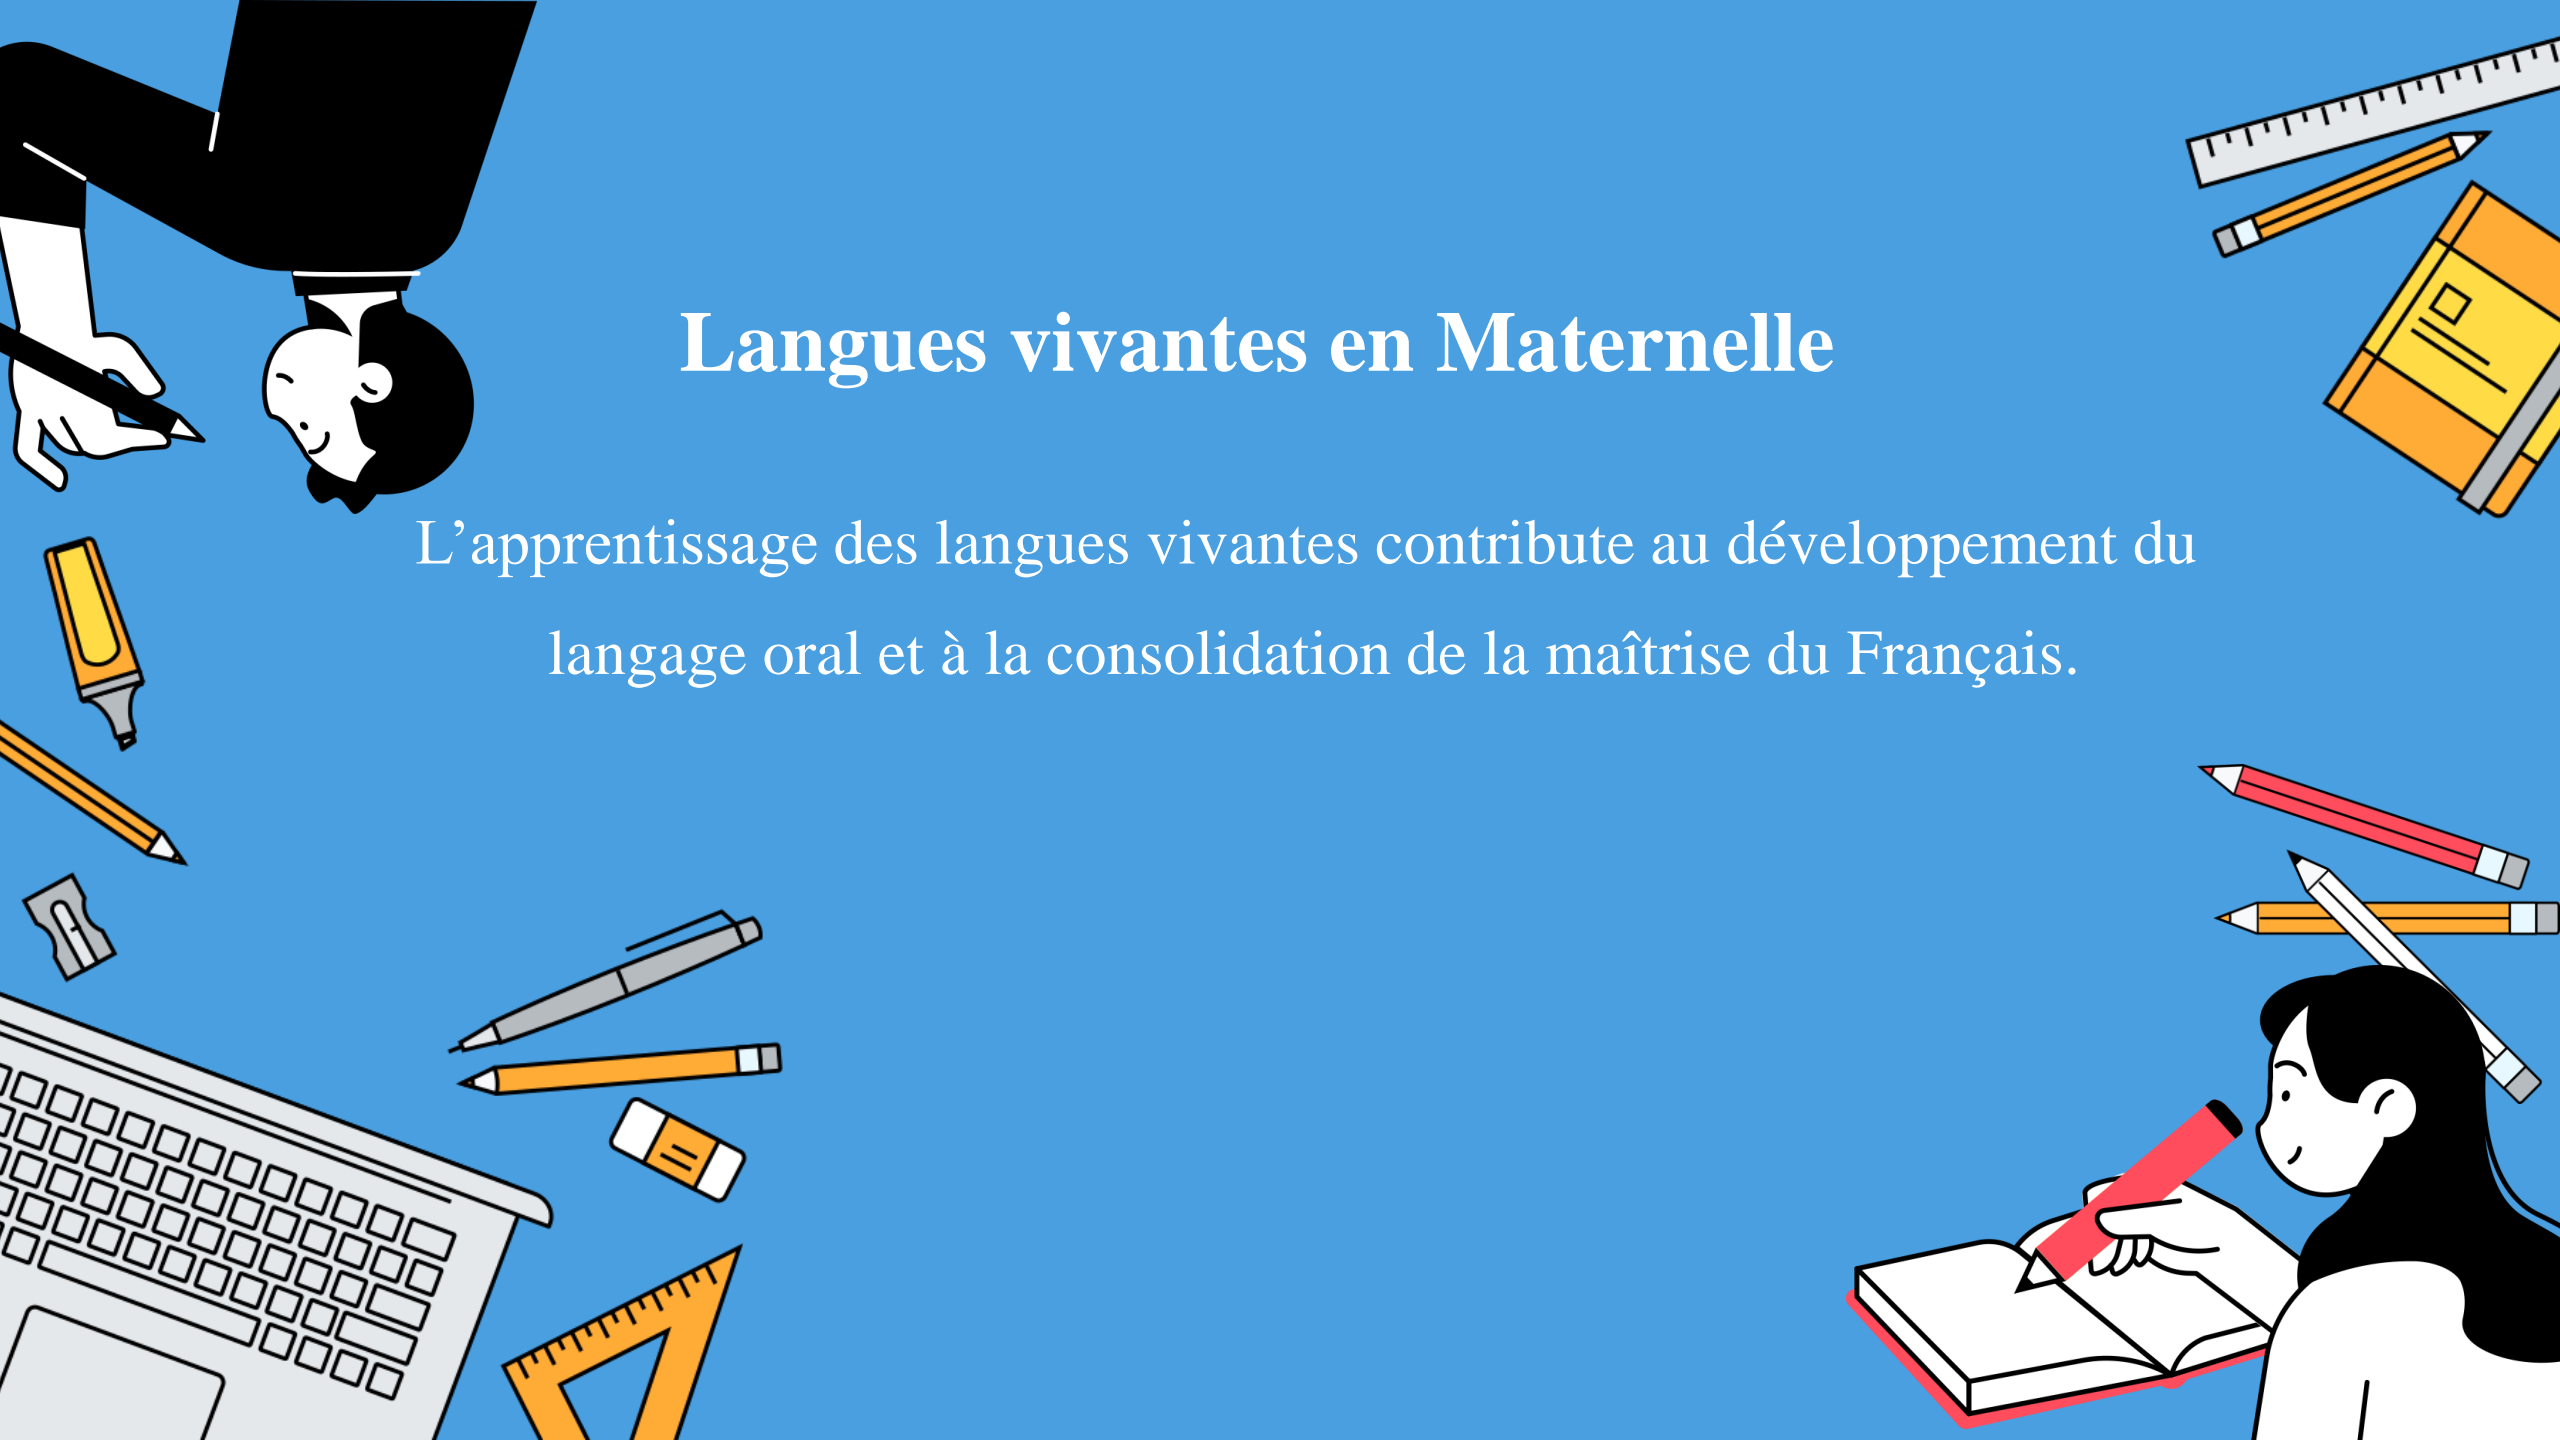 Langues vivantes en Maternelle
L’apprentissage des langues vivantes contribute au développement du
langage oral et à la consolidation de la maîtrise du Français.